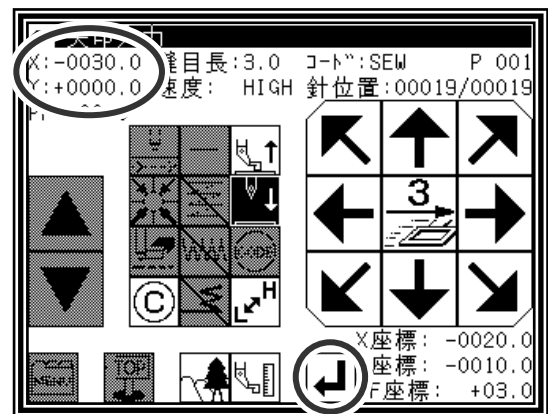 X:-0030.0 縫目長:3.0 コード:SEW P 001
Y:+0000.0 速度: HIGH 針位置:00019/00019
3
E-CODE
C
L H
X座標: -0020.0
座標: -0010.0
MENU TOP F座標: +03.0